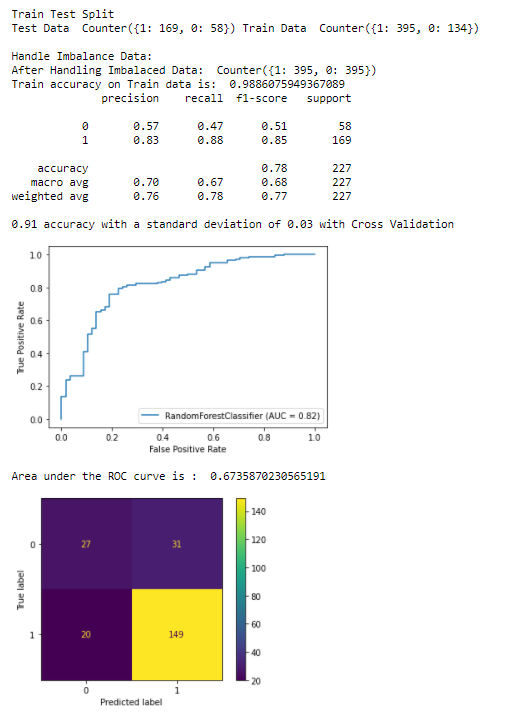 Train Test Split
Test Data  Counter({1: 169, 0: 58}) Train Data  Counter({1: 395, 0: 134})
Handle Imbalance Data:
After Handling Imbalaced Data:  Counter({1: 395, 0: 395})
Train accuracy on Train data is:  0.9886075949367089
precision    recall  f1-score   support
0       0.57      0.47      0.51        58
1       0.83      0.88      0.85       169
accuracy                           0.78       227
macro avg       0.70      0.67      0.68       227
weighted avg       0.76      0.78      0.77       227
0.91 accuracy with a standard deviation of 0.03 with Cross Validation
1.0
0.8
0.6
0.4
0.2
0.0
True Positive Rate
RandomForestClassifier (AUC = 0.82)
0.0 0.2 0.4 0.6 0.8 1.0
False Positive Rate
Area under the ROC curve is :  0.6735870230565191
True label
0 27 31
1 20 149
0 1
Predicted label
140
120
100
80
60
40
20